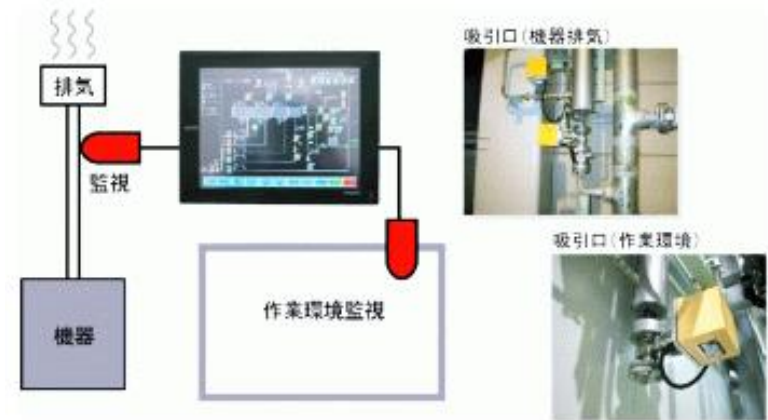 排気
監視
機器
作業環境監視
吸引口(機器排気)
吸引口(作業環境)